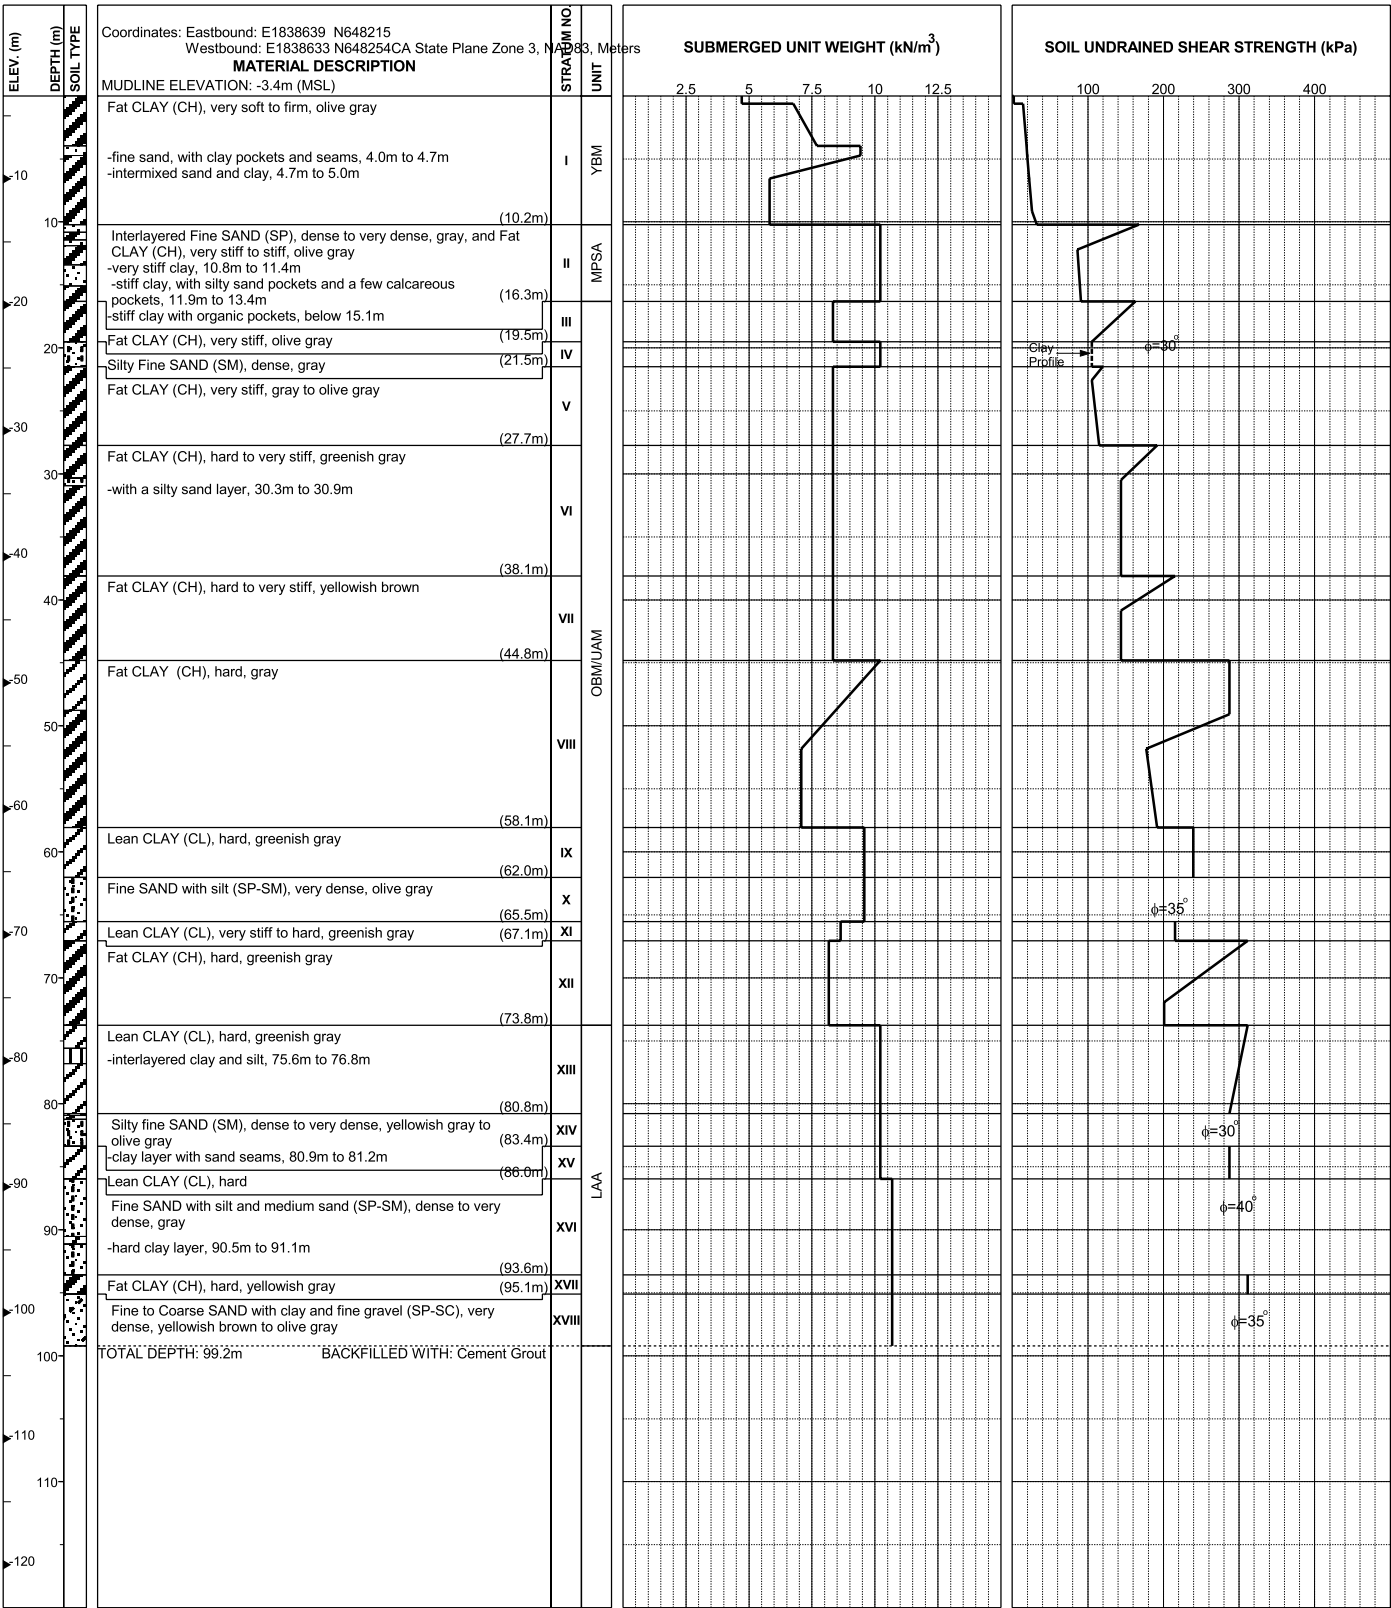 ELEV. (m)
DEPTH (m)
SOIL TYPE
Coordinates: Eastbound: E1838639 N648215
Westbound: E1838633 N648254CA State Plane Zone 3, NAD83, Meters
MATERIAL DESCRIPTION
MUDLINE ELEVATION: -3.4m (MSL)
STRATUM NO.
UNIT
SUBMERGED UNIT WEIGHT (kN/m3)
2.5 5 7.5 10 12.5
SOIL UNDRAINED SHEAR STRENGTH (kPa)
100 200 300 400
Fat CLAY (CH), very soft to firm, olive gray
-fine sand, with clay pockets and seams, 4.0m to 4.7m
-intermixed sand and clay, 4.7m to 5.0m
(10.2m)
I
YBM
Interlayered Fine SAND (SP), dense to very dense, gray, and Fat
CLAY (CH), very stiff to stiff, olive gray
-very stiff clay, 10.8m to 11.4m
-stiff clay, with silty sand pockets and a few calcareous
pockets, 11.9m to 13.4m
(16.3m)
-stiff clay with organic pockets, below 15.1m
II
MPSA
III
(19.5m)
Fat CLAY (CH), very stiff, olive gray
IV
(21.5m)
Silty Fine SAND (SM), dense, gray
Fat CLAY (CH), very stiff, gray to olive gray
V
(27.7m)
Fat CLAY (CH), hard to very stiff, greenish gray
-with a silty sand layer, 30.3m to 30.9m
VI
(38.1m)
Fat CLAY (CH), hard to very stiff, yellowish brown
VII
(44.8m)
Fat CLAY (CH), hard, gray
VIII
(58.1m)
OBM/UAM
Lean CLAY (CL), hard, greenish gray
IX
(62.0m)
Fine SAND with silt (SP-SM), very dense, olive gray
X
(65.5m)
Lean CLAY (CL), very stiff to hard, greenish gray
(67.1m)
XI
Fat CLAY (CH), hard, greenish gray
XII
(73.8m)
Lean CLAY (CL), hard, greenish gray
-interlayered clay and silt, 75.6m to 76.8m
XIII
(80.8m)
Silty fine SAND (SM), dense to very dense, yellowish gray to
olive gray
(83.4m)
XIV
-clay layer with sand seams, 80.9m to 81.2m
XV
(86.0m)
Lean CLAY (CL), hard
LAA
Fine SAND with silt and medium sand (SP-SM), dense to very
dense, gray
-hard clay layer, 90.5m to 91.1m
XVI
(93.6m)
Fat CLAY (CH), hard, yellowish gray
(95.1m)
XVII
Fine to Coarse SAND with clay and fine gravel (SP-SC), very
dense, yellowish brown to olive gray
XVIII
TOTAL DEPTH: 99.2m
BACKFILLED WITH: Cement Grout
-10
-20
-30
-40
-50
-60
-70
-80
-90
-100
-110
-120
10
20
30
40
50
60
70
80
90
100
110
Clay
Profile
ϕ=30°
ϕ=35°
ϕ=30°
ϕ=40°
ϕ=35°